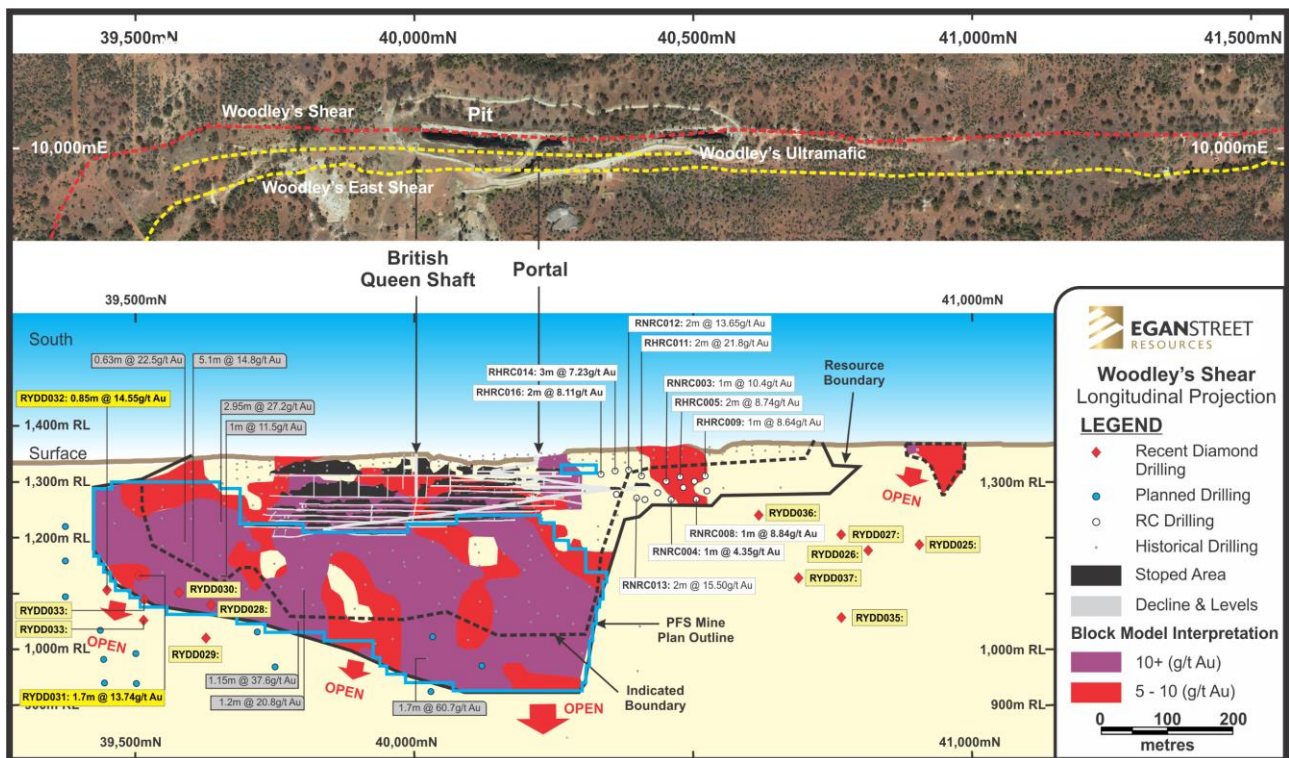 39,500mN
40,000mN
40,500mN
41,000mN
41,500mN
Woodley's Shear
Pit
10,000mE
Woodley's Ultramafic
10,000mE
Woodley's East Shear
British
Queen Shaft
Portal
39,500mN
41,000mN
South
RNRC012: 2m @ 13.65g/t Au
RHRC011: 2m @ 21.8g/t Au
0.63m @ 22.5g/t Au
5.1m @ 14.8g/t Au
RHRC014: 3m @ 7.23g/t Au
RHRC016: 2m @ 8.11g/t Au
RNRC003: 1m @ 10.4g/t Au
RHRC005: 2m @ 8.74g/t Au
RHRC009: 1m @ 8.64g/t Au
Resource
Boundary
RYDD032: 0.85m @ 14.55g/t Au
2.95m @ 27.2g/t Au
1m @ 11.5g/t Au
1,400m RL
Surface
1,300m RL
1,300m RL
OPEN
1,200m RL
RYDD036:
RYDD027:
RYDD026:
RYDD025:
RNRC008: 1m @ 8.84g/t Au
RNRC004: 1m @ 4.35g/t Au
RNRC013: 2m @ 15.50g/t Au
RYDD037:
RYDD035:
RYDD030:
RYDD028:
RYDD033:
RYDD033:
OPEN
RYDD029:
PFS Mine
Plan Outline
1,000m RL
1,000m RL
RYDD031: 1.7m @ 13.74g/t Au
1.15m @ 37.6g/t Au
1.2m @ 20.8g/t Au
OPEN
1.7m @ 60.7g/t Au
Indicated
Boundary
OPEN
900m RL
39,500mN
40,000mN
41,000mN
EGANSTREET
RESOURCES
Woodley's Shear
Longitudinal Projection
LEGEND
Recent Diamond
Drilling
Planned Drilling
RC Drilling
Historical Drilling
Stoped Area
Decline & Levels
Block Model Interpretation
10+ (g/t Au)
5 - 10 (g/t Au)
0 100 200
metres